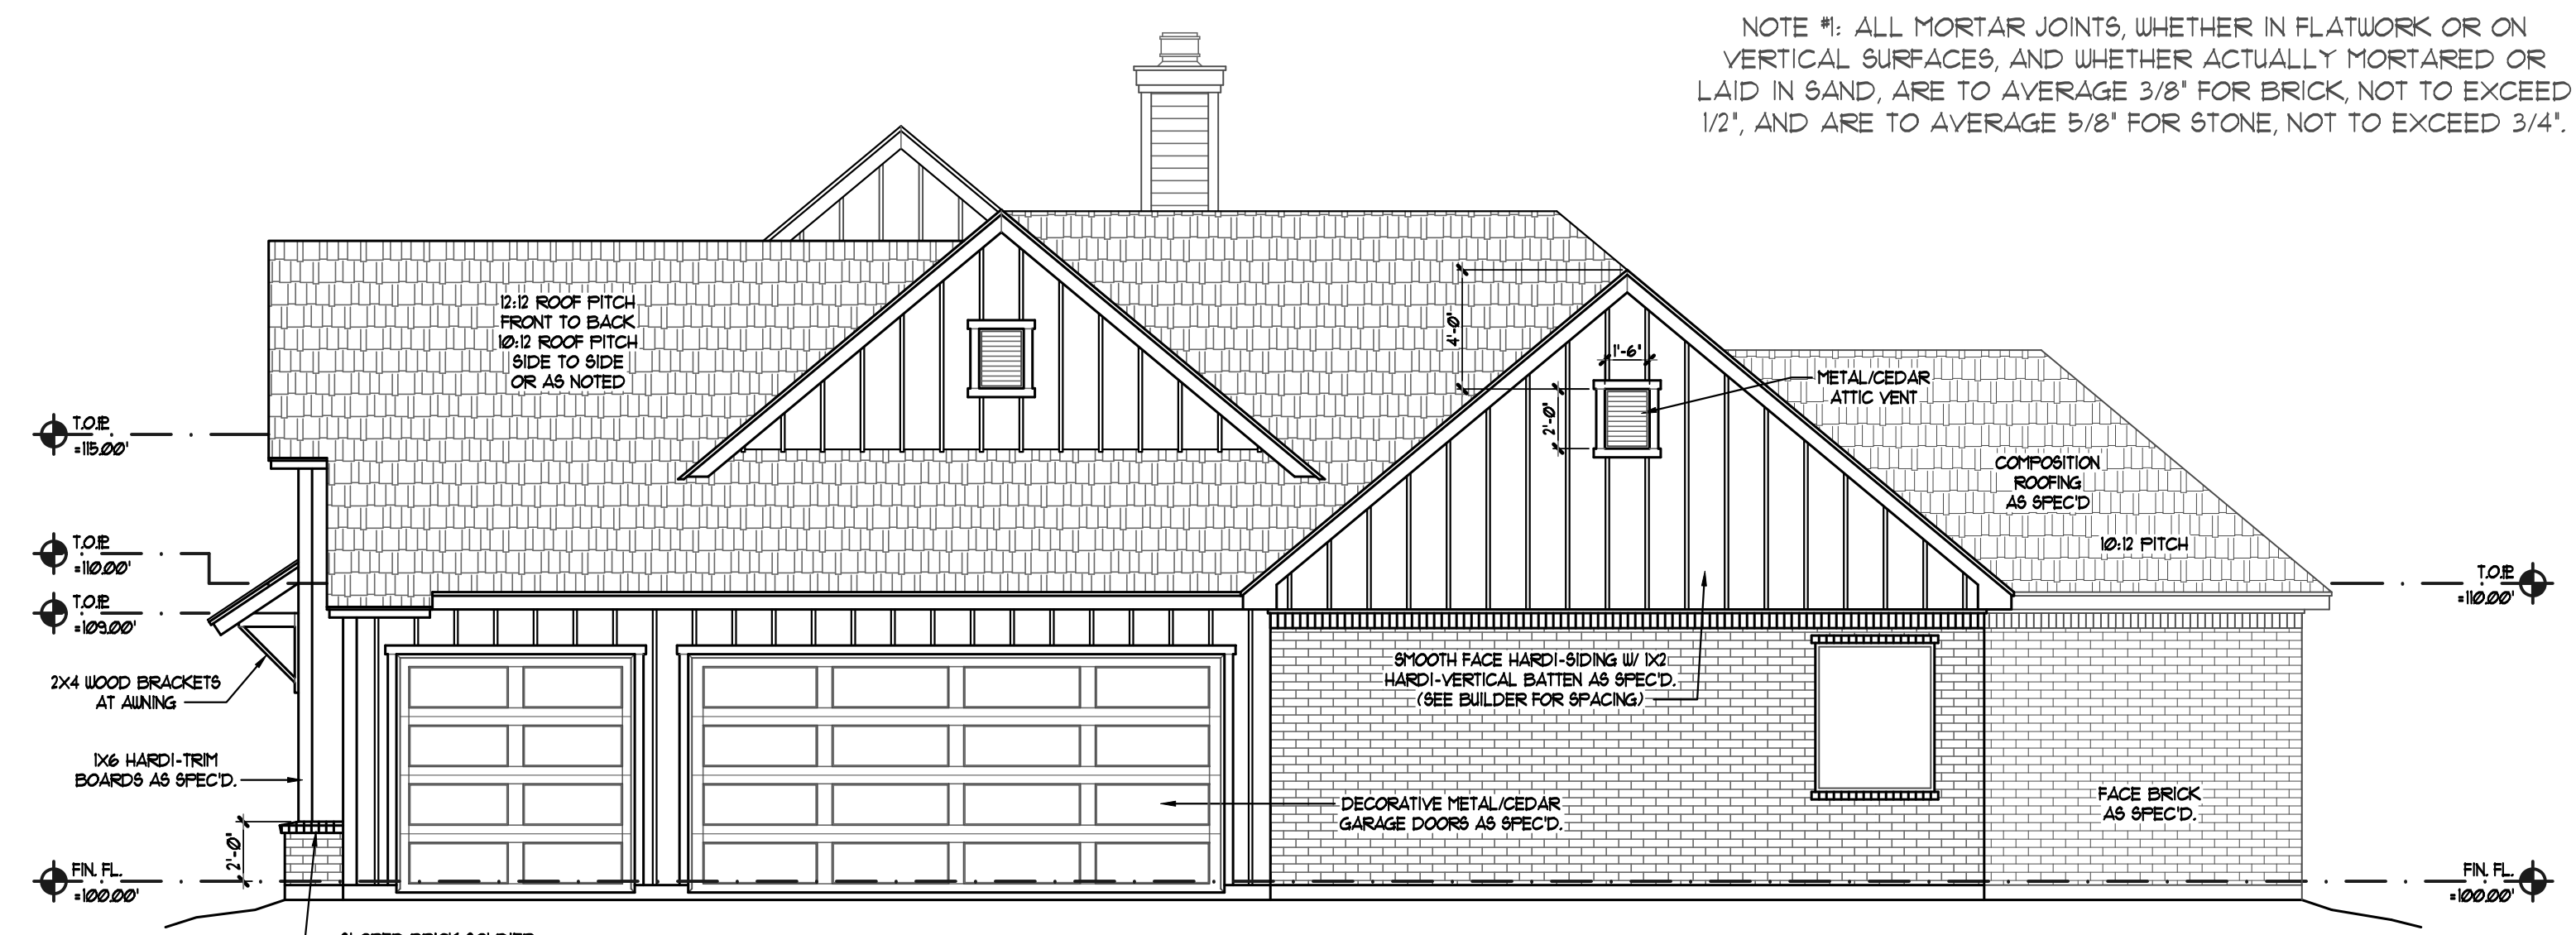 NOTE #1: ALL MORTAR JOINTS, WHETHER IN FLATWORK OR ON
VERTICAL SURFACES, AND WHETHER ACTUALLY MORTARED OR
LAID IN SAND, ARE TO AVERAGE 3/8" FOR BRICK, NOT TO EXCEED
1/2", AND ARE TO AVERAGE 5/8" FOR STONE, NOT TO EXCEED 3/4".
12:12 ROOF PITCH
FRONT TO BACK
10:12 ROOF PITCH
SIDE TO SIDE
OR AS NOTED
4'-0"
1'-6"
2'-0"
METAL/CEDAR
ATTIC VENT
T.O.P.
=115.00'
COMPOSITION
ROOFING
AS SPEC'D
10:12 PITCH
T.O.P.
=110.00'
T.O.P.
=109.00'
T.O.P.
=110.00'
2X4 WOOD BRACKETS
AT AWNING
SMOOTH FACE HARDI-SIDING W/ 1X2
HARDI-VERTICAL BATTEN AS SPEC'D.
(SEE BUILDER FOR SPACING)
1X6 HARDI-TRIM
BOARDS AS SPEC'D.
DECORATIVE METAL/CEDAR
GARAGE DOORS AS SPEC'D.
FACE BRICK
AS SPEC'D.
2'-0"
FIN. FL.
=100.00'
FIN. FL.
=100.00'
SLOPED BRICK SOLDIER